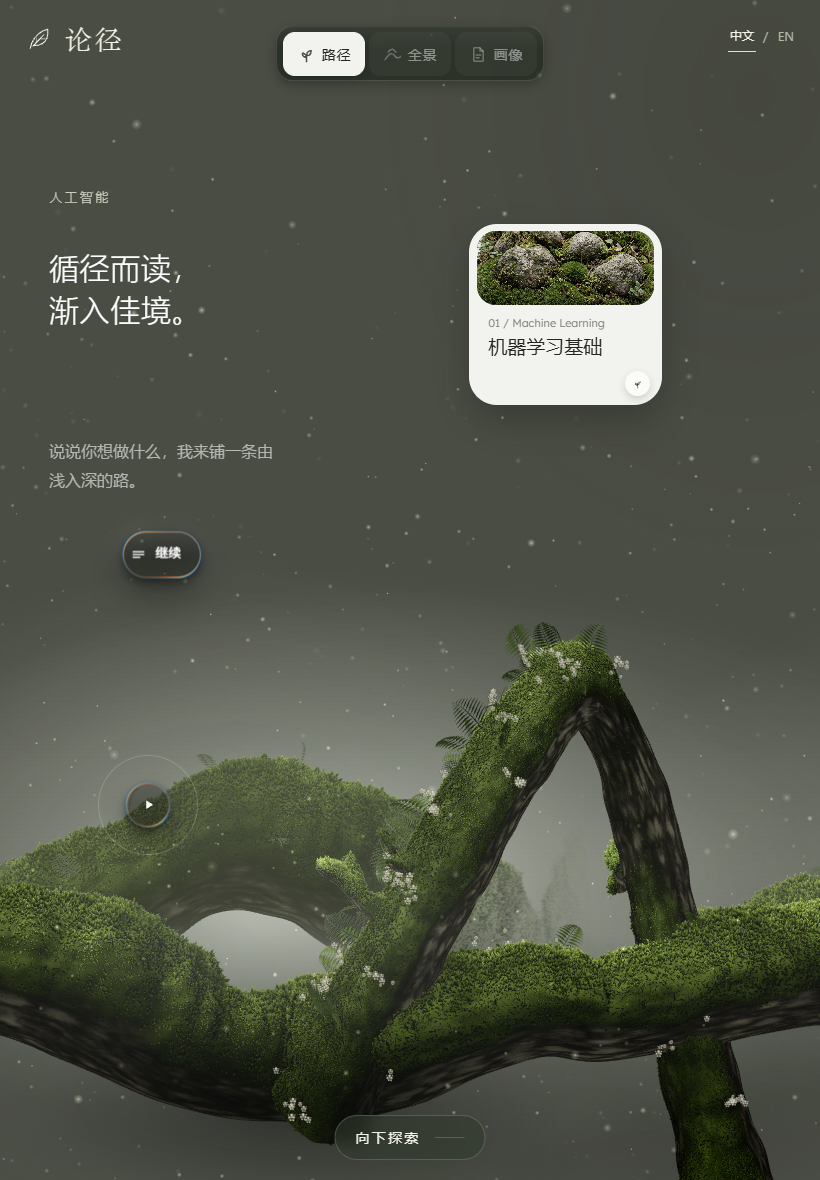 论径
路径
全景
画像
中文 / EN
人工智能
循径而读，
渐入佳境。
01 / Machine Learning
机器学习基础
说说你想做什么，我来铺一条由
浅入深的路。
继续
向下探索